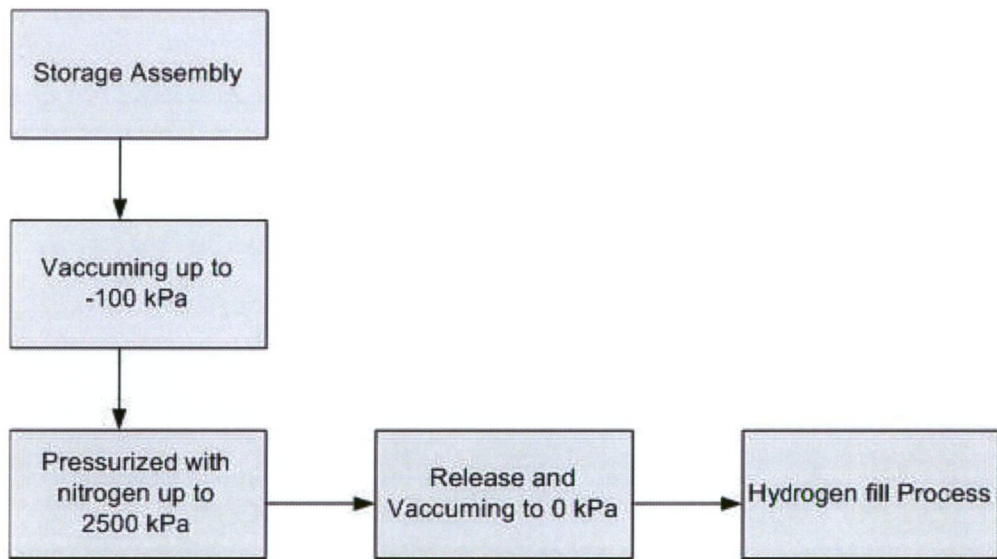 Storage Assembly
Vaccuming up to
-100 kPa
Pressurized with
nitrogen up to
2500 kPa
Release and
Vaccuming to 0 kPa
Hydrogen fill Process